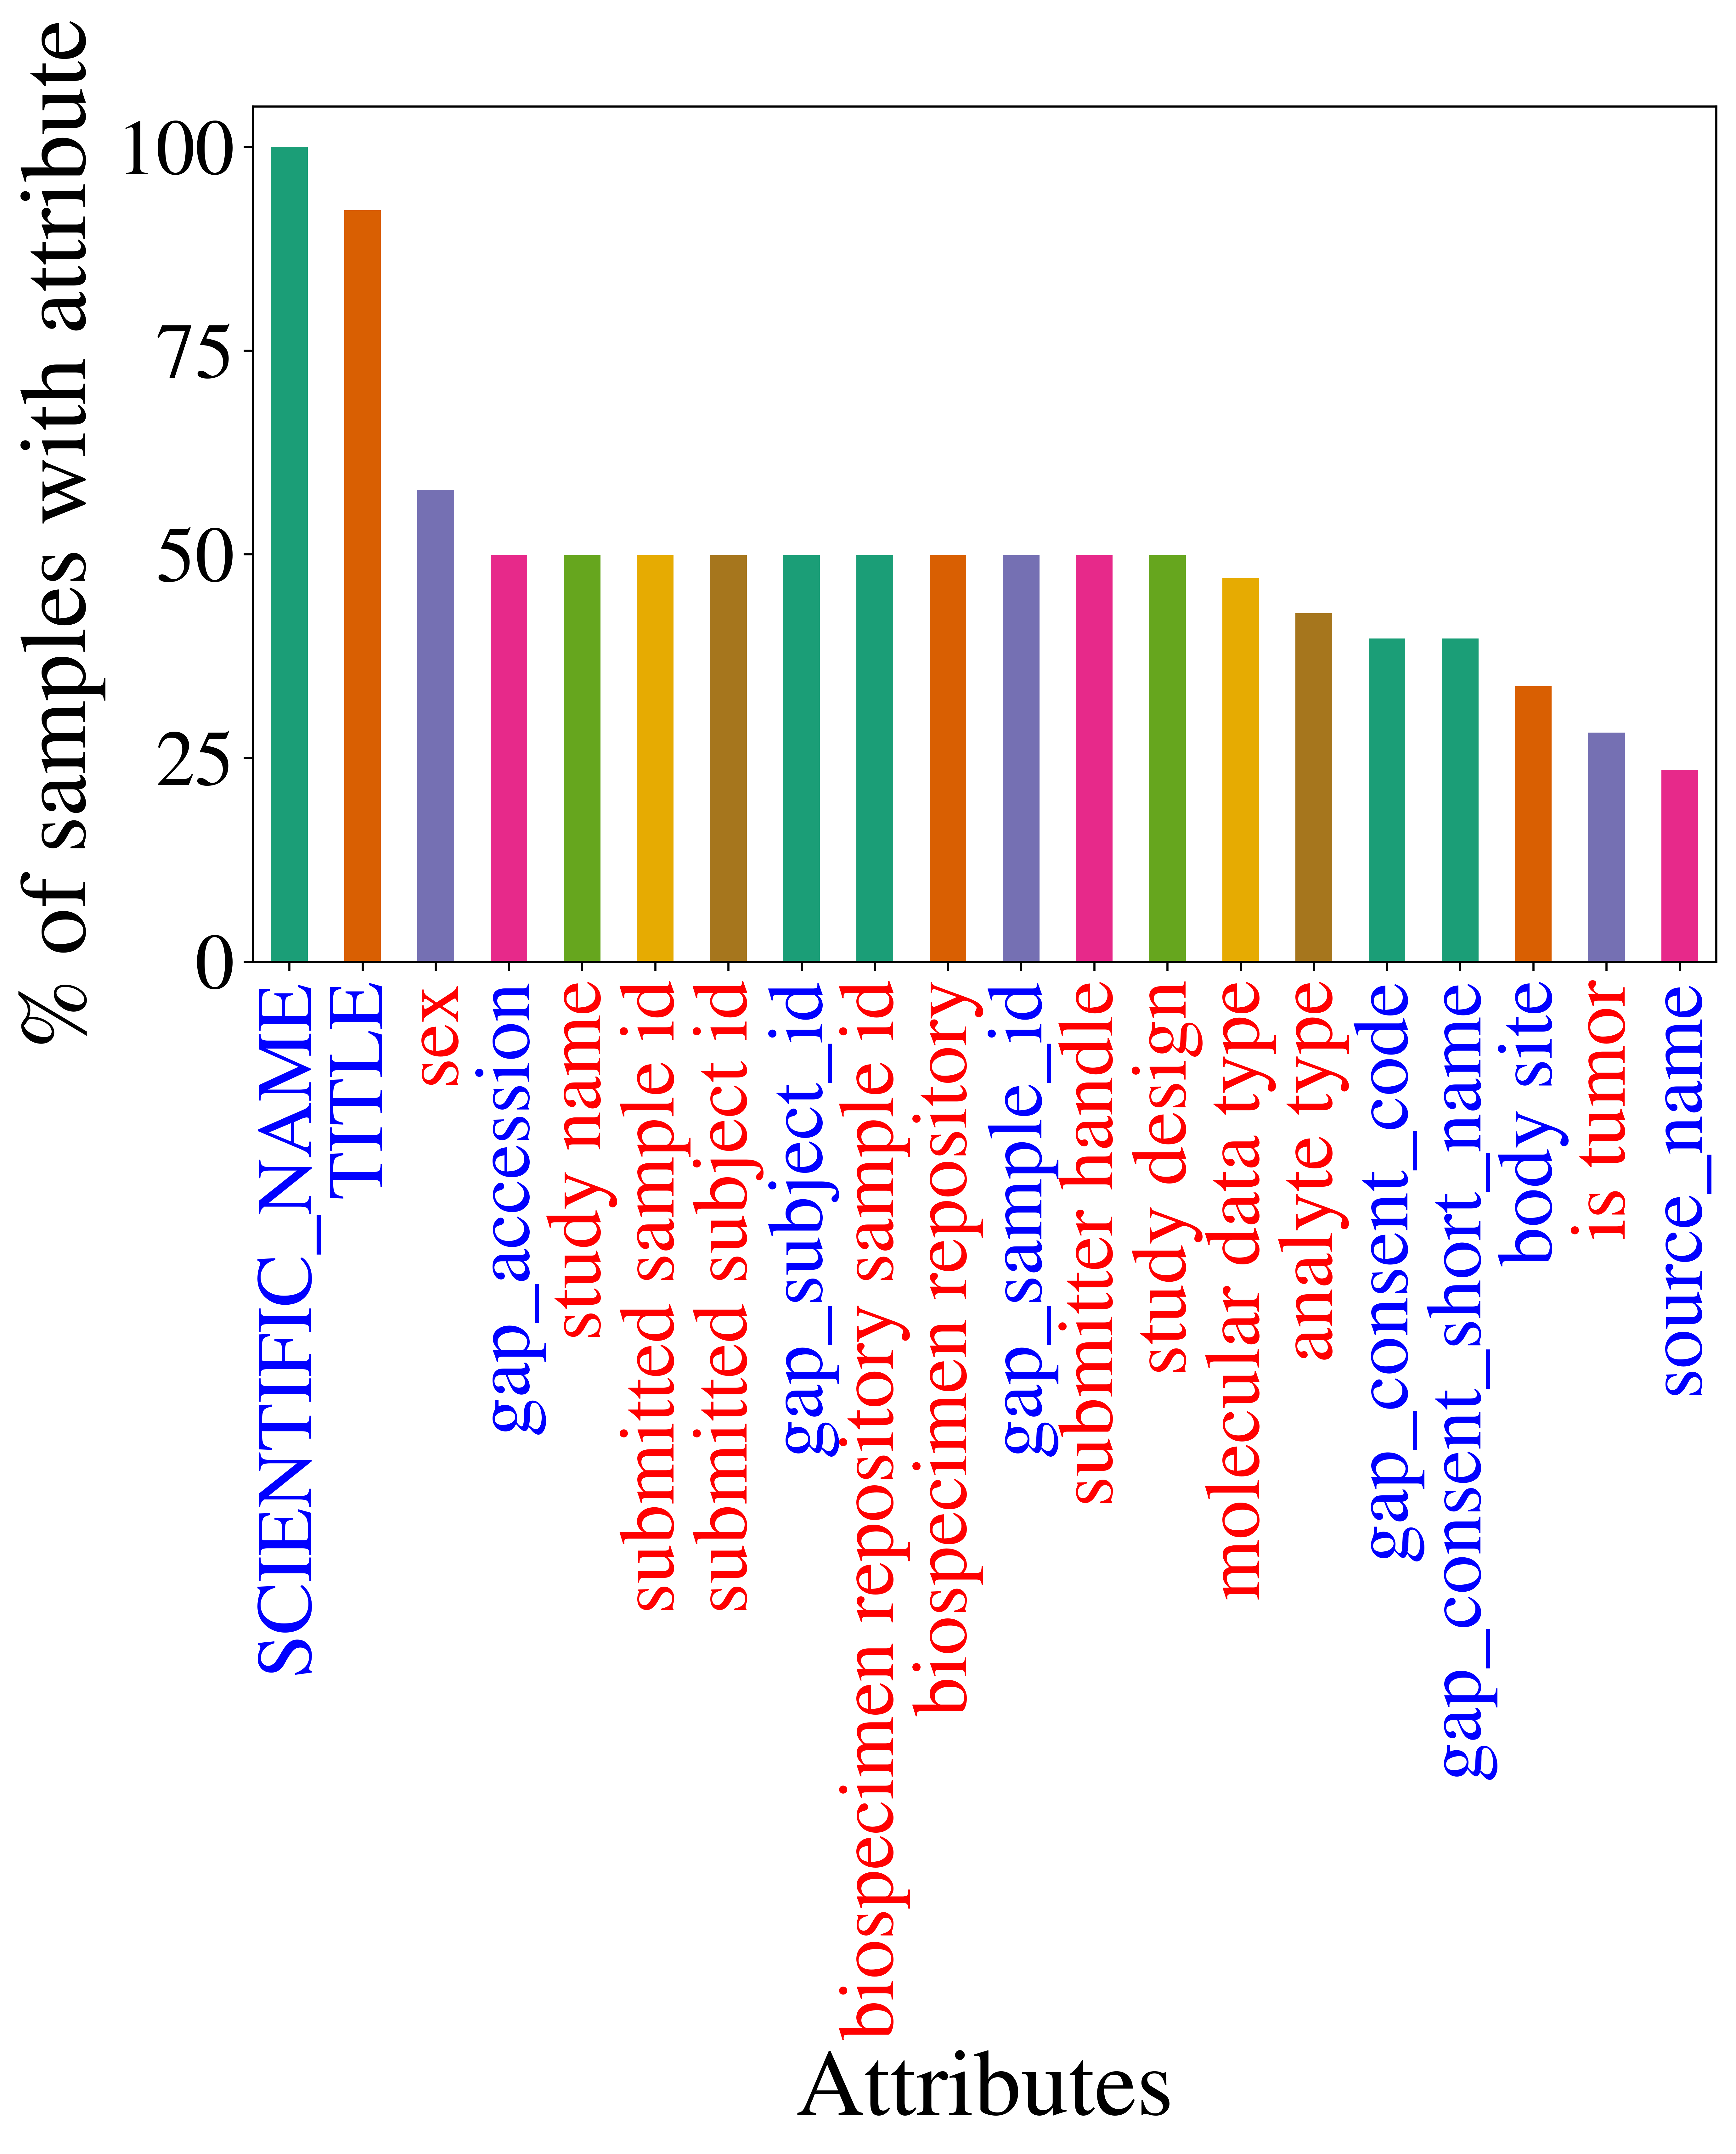 % of samples with attribute
100
75
50
25
0
SCIENTIFIC_NAME
TITLE
sex
gap_accession
study name
submitted sample id
submitted subject id
gap_subject_id
biospecimen repository sample id
biospecimen repository
gap_sample_id
submitter handle
study design
molecular data type
analyte type
gap_consent_code
gap_consent_short_name
body site
is tumor
source_name
Attributes